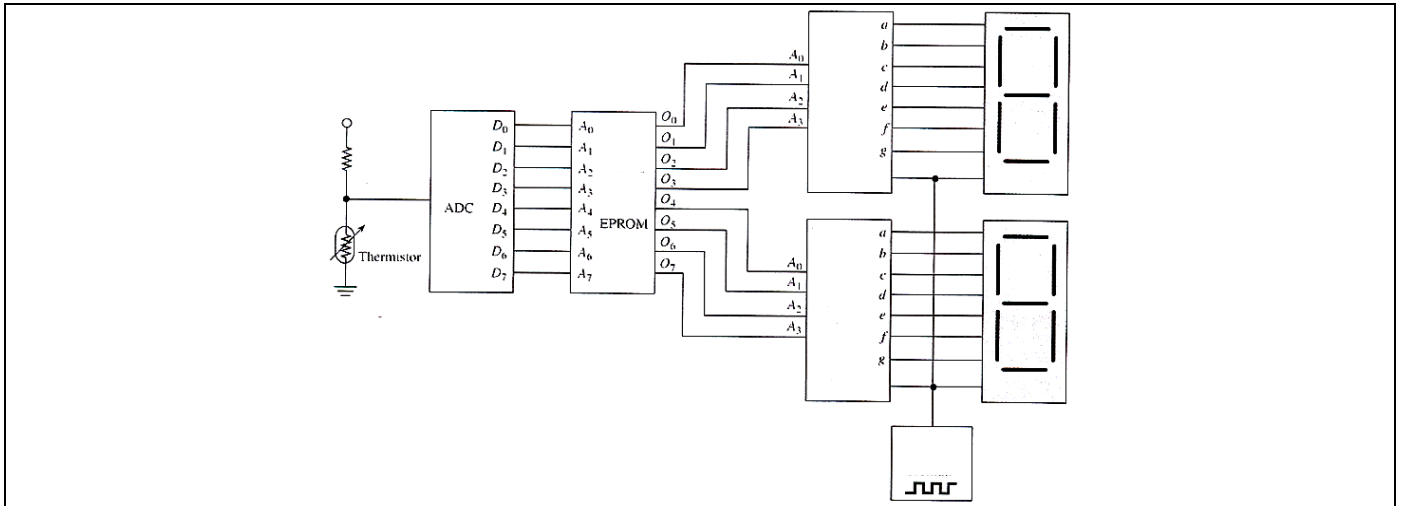 a
b
c
d
e
f
g
A0
A1
A2
A3
ADC
D0
D1
D2
D3
D4
D5
D6
D7
EPROM
A0
A1
A2
A3
A4
A5
A6
A7
O0
O1
O2
O3
O4
O5
O6
O7
Thermistor
a
b
c
d
e
f
g
A0
A1
A2
A3